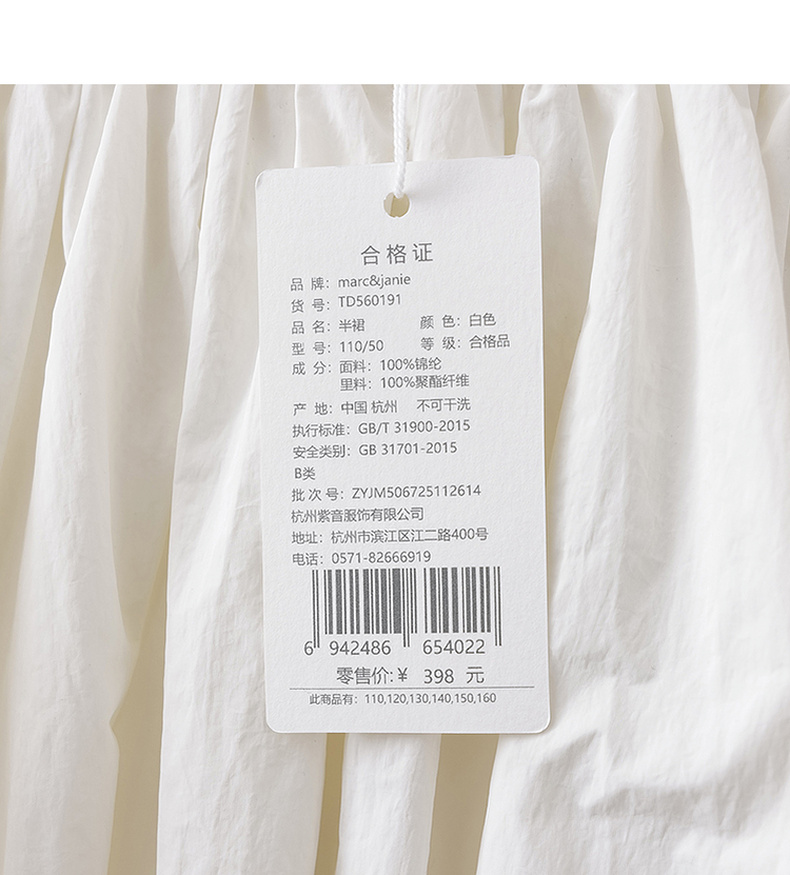 合格证
品 牌：marc&janie
货 号：TD560191
品 名：半裙 颜 色：白色
型 号：110/50 等 级：合格品
成 分：面料：100%锦纶
里料：100%聚酯纤维
产 地：中国 杭州 不可干洗
执行标准：GB/T 31900-2015
安全类别：GB 31701-2015
B类
批 次 号：ZYJM506725112614
杭州紫音服饰有限公司
地址：杭州市滨江区江二路400号
电话：0571-82666919
6 942486 654022
零售价:¥ 398 元
此商品有：110,120,130,140,150,160